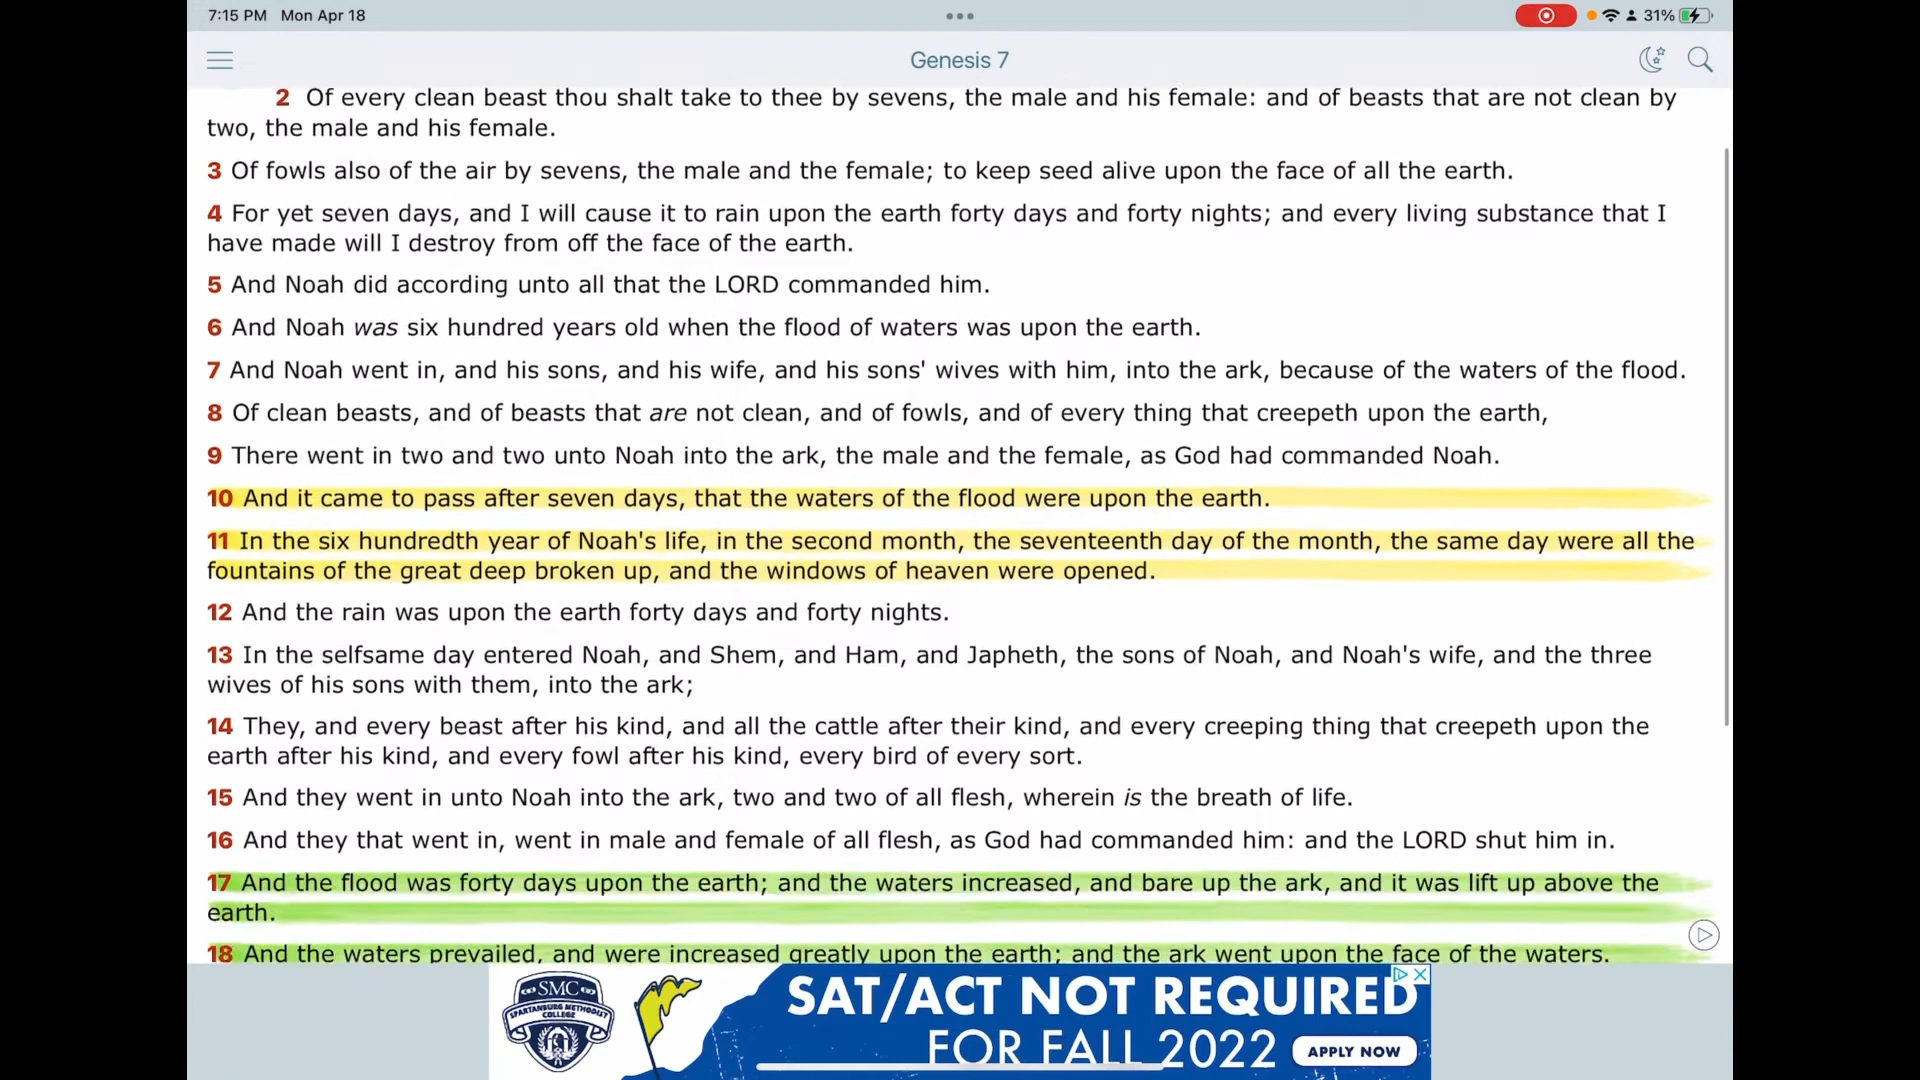 7:15 PM Mon Apr 18
31%
Genesis 7
2 Of every clean beast thou shalt take to thee by sevens, the male and his female: and of beasts that are not clean by
two, the male and his female.
3 Of fowls also of the air by sevens, the male and the female; to keep seed alive upon the face of all the earth.
4 For yet seven days, and I will cause it to rain upon the earth forty days and forty nights; and every living substance that I
have made will I destroy from off the face of the earth.
5 And Noah did according unto all that the LORD commanded him.
6 And Noah was six hundred years old when the flood of waters was upon the earth.
7 And Noah went in, and his sons, and his wife, and his sons' wives with him, into the ark, because of the waters of the flood.
8 Of clean beasts, and of beasts that are not clean, and of fowls, and of every thing that creepeth upon the earth,
9 There went in two and two unto Noah into the ark, the male and the female, as God had commanded Noah.
10 And it came to pass after seven days, that the waters of the flood were upon the earth.
11 In the six hundredth year of Noah's life, in the second month, the seventeenth day of the month, the same day were all the
fountains of the great deep broken up, and the windows of heaven were opened.
12 And the rain was upon the earth forty days and forty nights.
13 In the selfsame day entered Noah, and Shem, and Ham, and Japheth, the sons of Noah, and Noah's wife, and the three
wives of his sons with them, into the ark;
14 They, and every beast after his kind, and all the cattle after their kind, and every creeping thing that creepeth upon the
earth after his kind, and every fowl after his kind, every bird of every sort.
15 And they went in unto Noah into the ark, two and two of all flesh, wherein is the breath of life.
16 And they that went in, went in male and female of all flesh, as God had commanded him: and the LORD shut him in.
17 And the flood was forty days upon the earth; and the waters increased, and bare up the ark, and it was lift up above the
earth.
18 And the waters prevailed, and were increased greatly upon the earth; and the ark went upon the face of the waters.
SMC
SPARTANBURG METHODIST
COLLEGE
SAT/ACT NOT REQUIRED
FOR FALL 2022
APPLY NOW